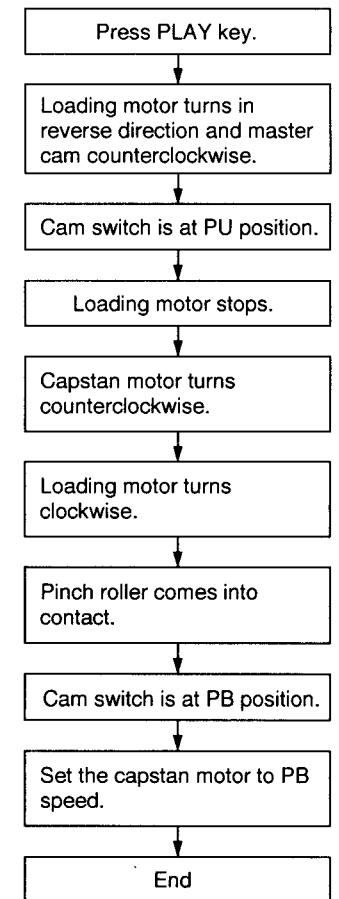 Press PLAY key.
Loading motor turns in
reverse direction and master
cam counterclockwise.
Cam switch is at PU position.
Loading motor stops.
Capstan motor turns
counterclockwise.
Loading motor turns
clockwise.
Pinch roller comes into
contact.
Cam switch is at PB position.
Set the capstan motor to PB
speed.
End